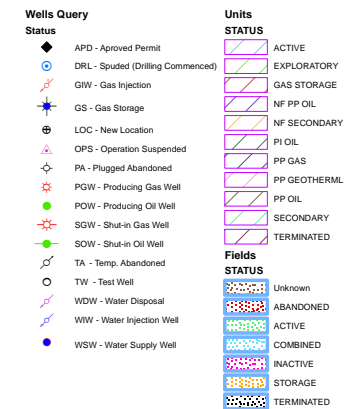 Wells Query
Status
APD - Aproved Permit
DRL - Spuded (Drilling Commenced)
GIW - Gas Injection
GS - Gas Storage
LOC - New Location
OPS - Operation Suspended
PA - Plugged Abandoned
PGW - Producing Gas Well
POW - Producing Oil Well
SGW - Shut-in Gas Well
SOW - Shut-in Oil Well
TA - Temp. Abandoned
TW - Test Well
WDW - Water Disposal
WIW - Water Injection Well
WSW - Water Supply Well
Units
STATUS
ACTIVE
EXPLORATORY
GAS STORAGE
NF PP OIL
NF SECONDARY
PI OIL
PP GAS
PP GEOTHERML
PP OIL
SECONDARY
TERMINATED
Fields
STATUS
Unknown
ABANDONED
ACTIVE
COMBINED
INACTIVE
STORAGE
TERMINATED